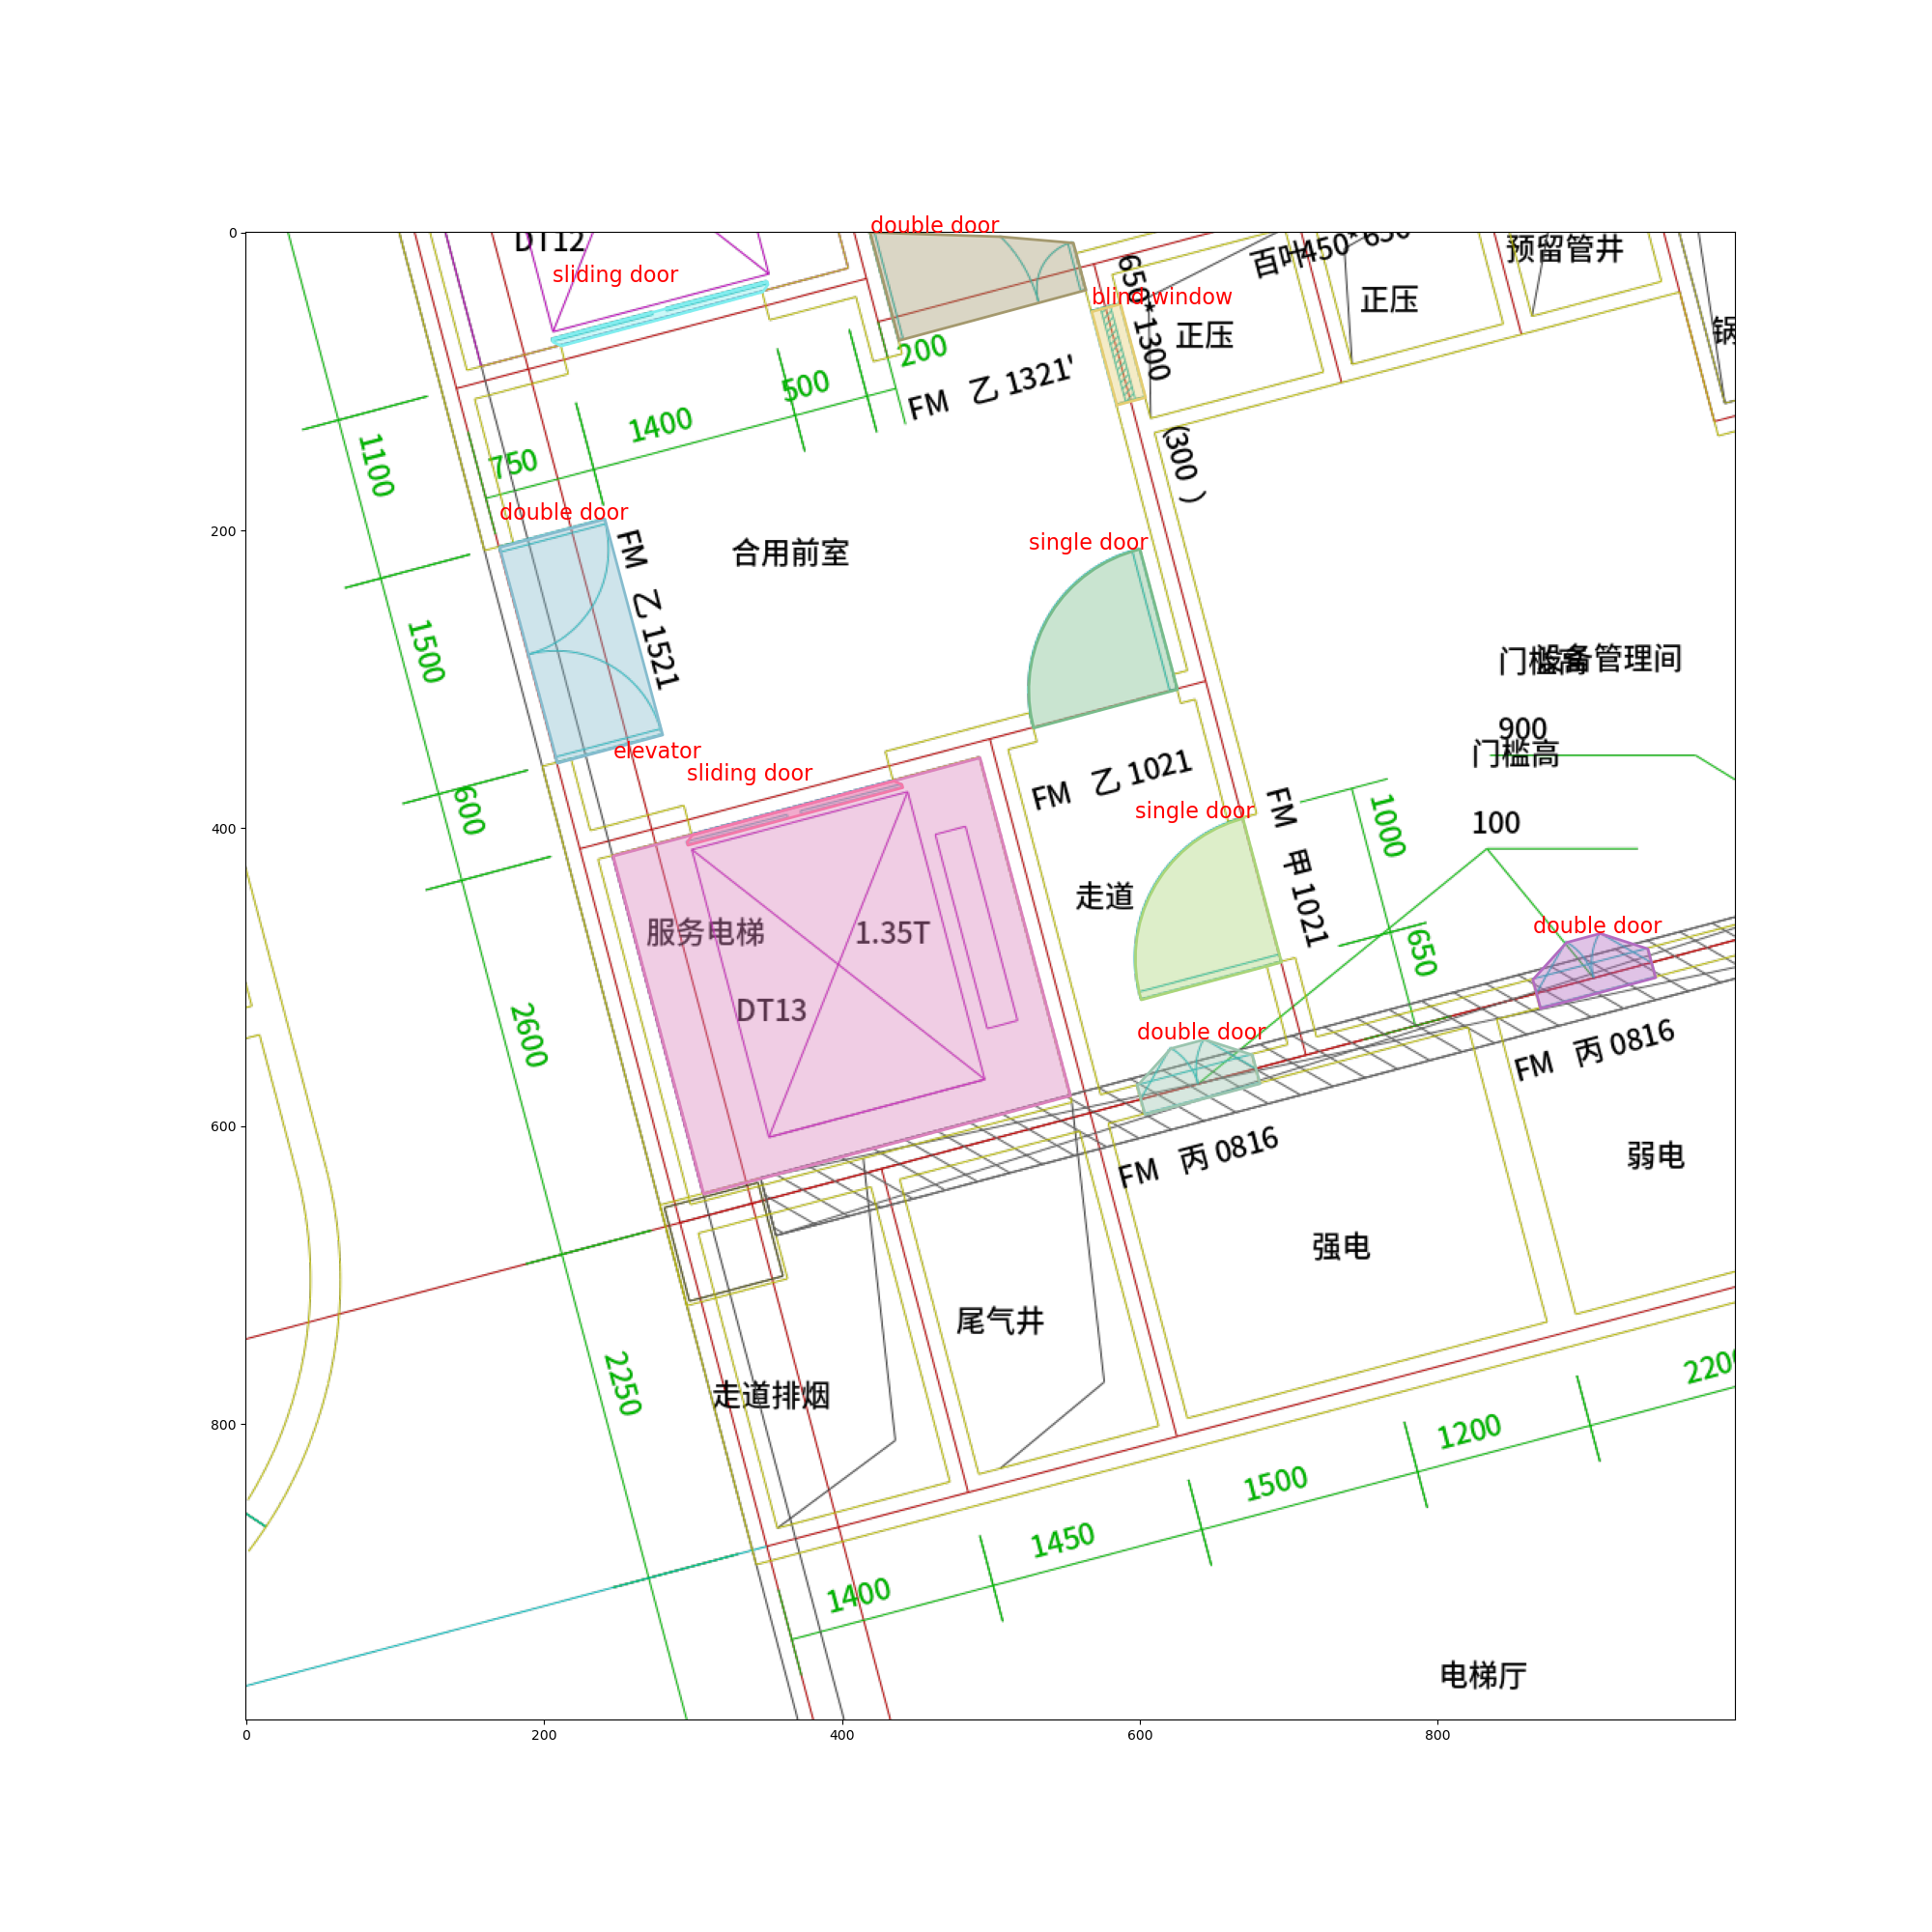 double door
0
DT12
sliding door
百叶450*650
预留管井
650*1300
blind window
正压
正压
200
500
FM 乙 1321'
1400
750
1100
(300 )
double door
200
FM 乙 1521
合用前室
single door
1500
设备管理间
门槛高
900
门槛高
100
elevator
sliding door
600
FM 乙 1021
single door
FM 甲 1021
1000
400
走道
服务电梯
1.35T
650
double door
DT13
2600
double door
FM 丙 0816
600
FM 丙 0816
弱电
强电
尾气井
2250
走道排烟
2200
800
1200
1500
1450
1400
电梯厅
0
200
400
600
800